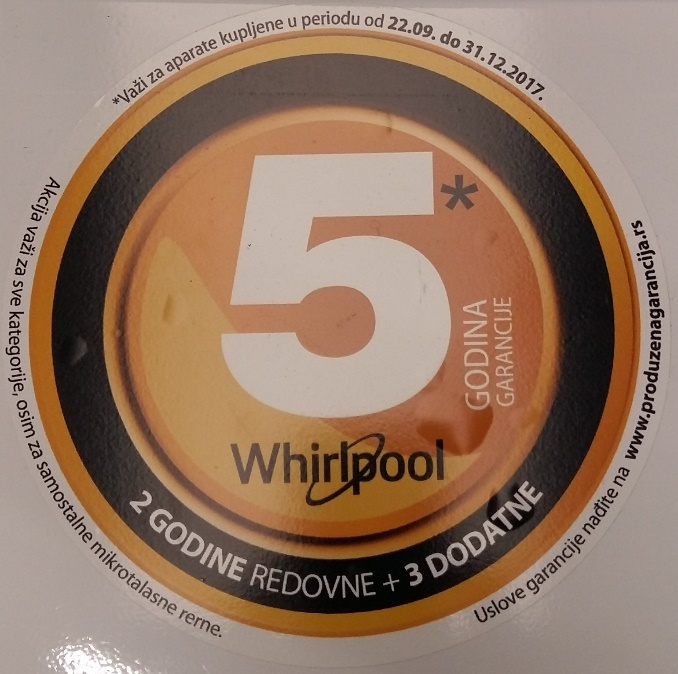 *Važi za aparate kupljene u periodu od 22.09. do 31.12.2017.
5*
GODINA
GARANCIJE
Whirlpool
2 GODINE REDOVNE + 3 DODATNE
Akcija važi za sve kategorije, osim za samostalne mikrotalasne rerne.
Uslove garancije nađite na www.produzenagarancija.rs